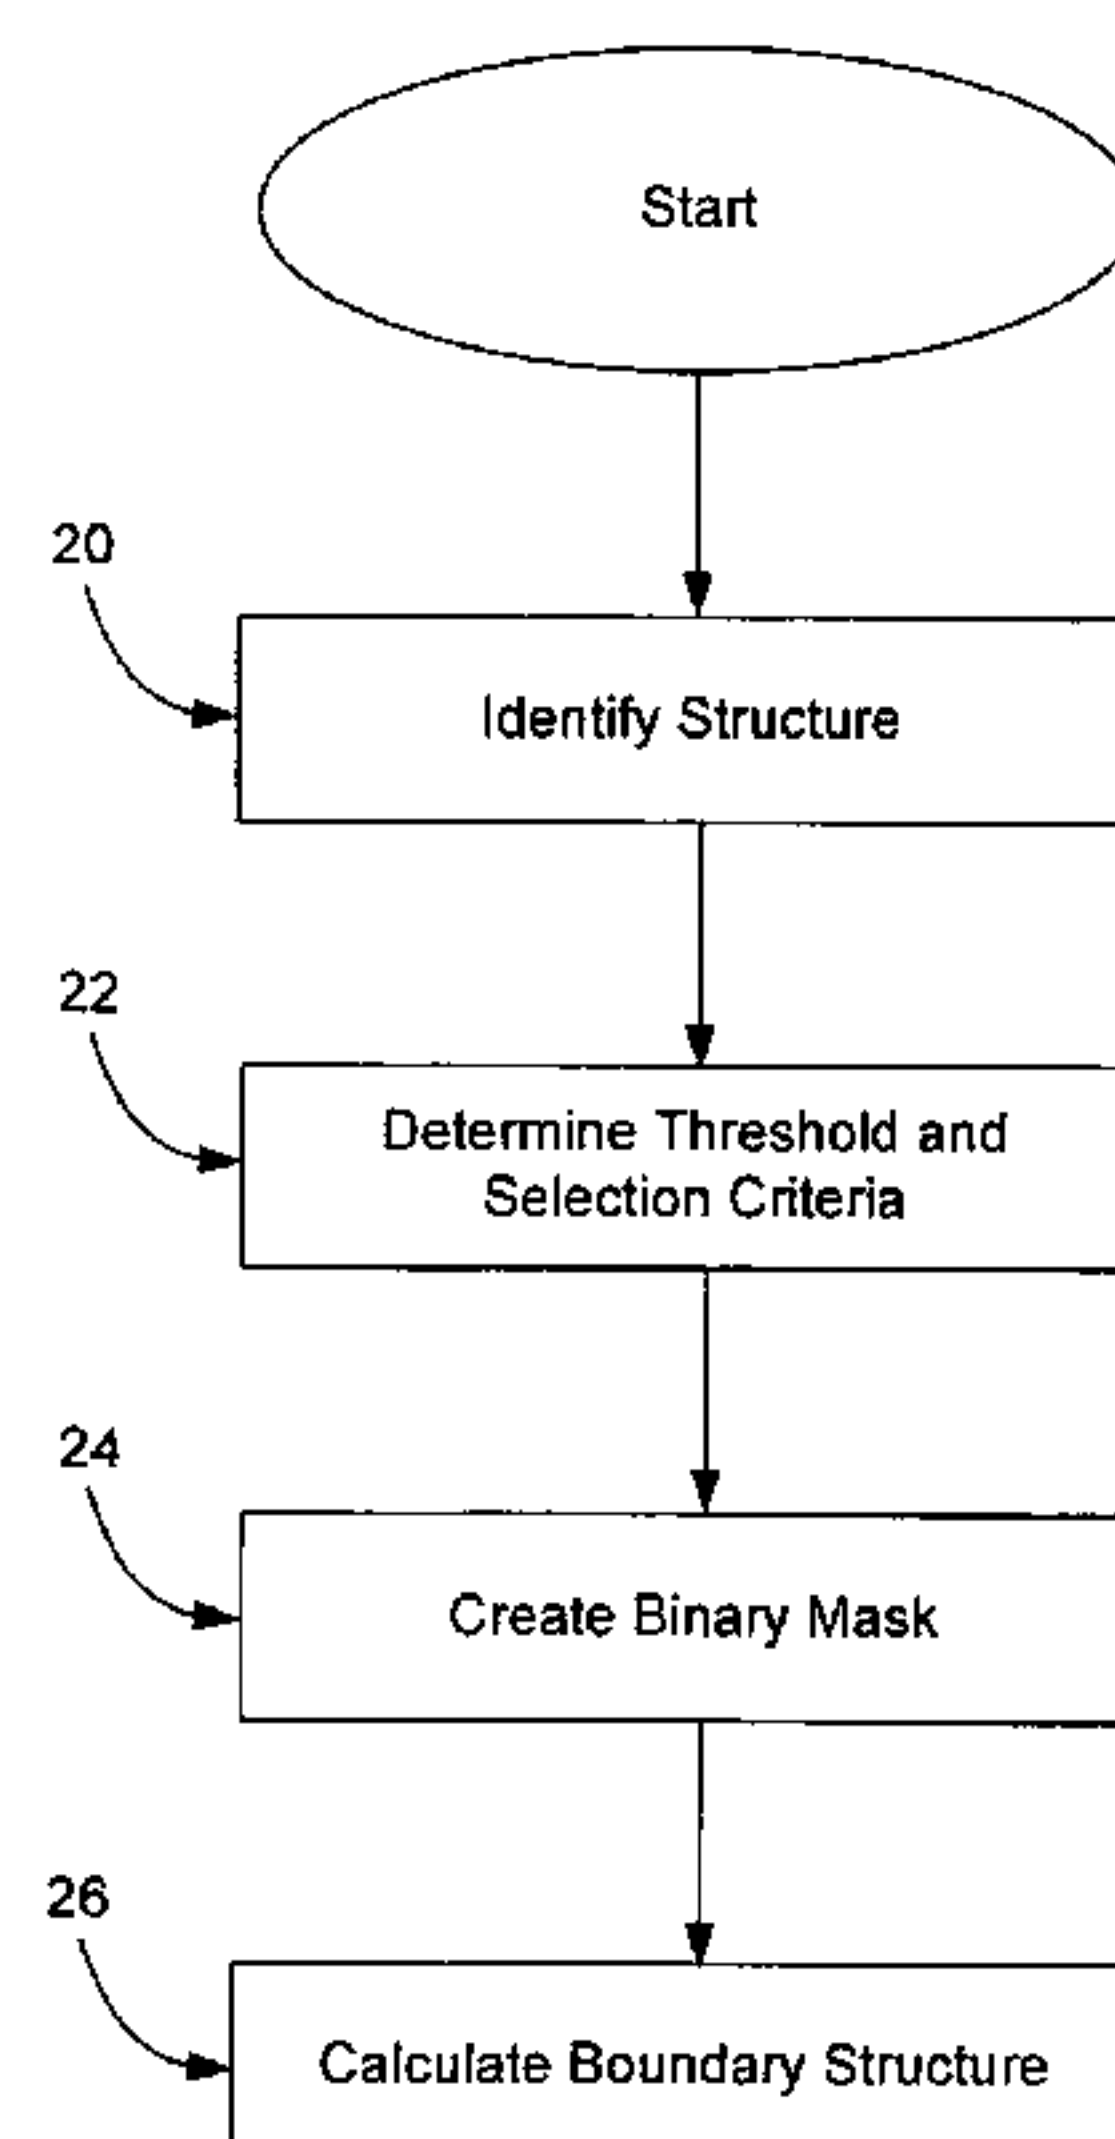 Start
20
Identify Structure
22
Determine Threshold and
Selection Criteria
24
Create Binary Mask
26
Calculate Boundary Structure